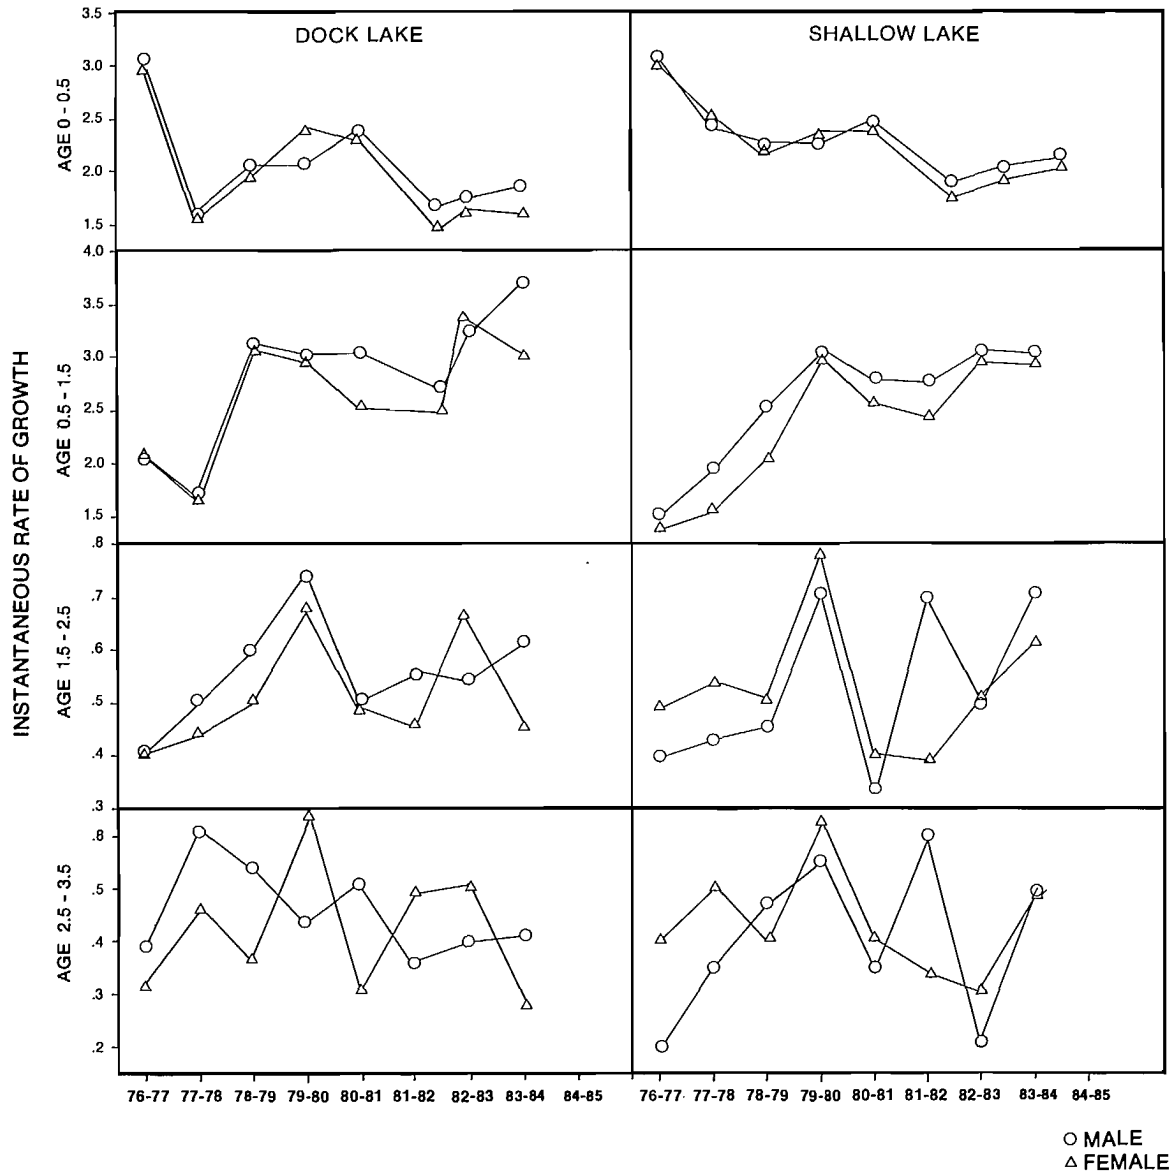 DOCK LAKE
SHALLOW LAKE
INSTANTANEOUS RATE OF GROWTH
AGE 0 - 0.5
3.5
3.0
2.5
2.0
1.5
AGE 0.5 - 1.5
4.0
3.5
3.0
2.5
2.0
1.5
AGE 1.5 - 2.5
.8
.7
.6
.5
.4
.3
AGE 2.5 - 3.5
.8
.5
.4
.3
.2
76-77 77-78 78-79 79-80 80-81 81-82 82-83 83-84 84-85
76-77 77-78 78-79 79-80 80-81 81-82 82-83 83-84 84-85
MALE
FEMALE